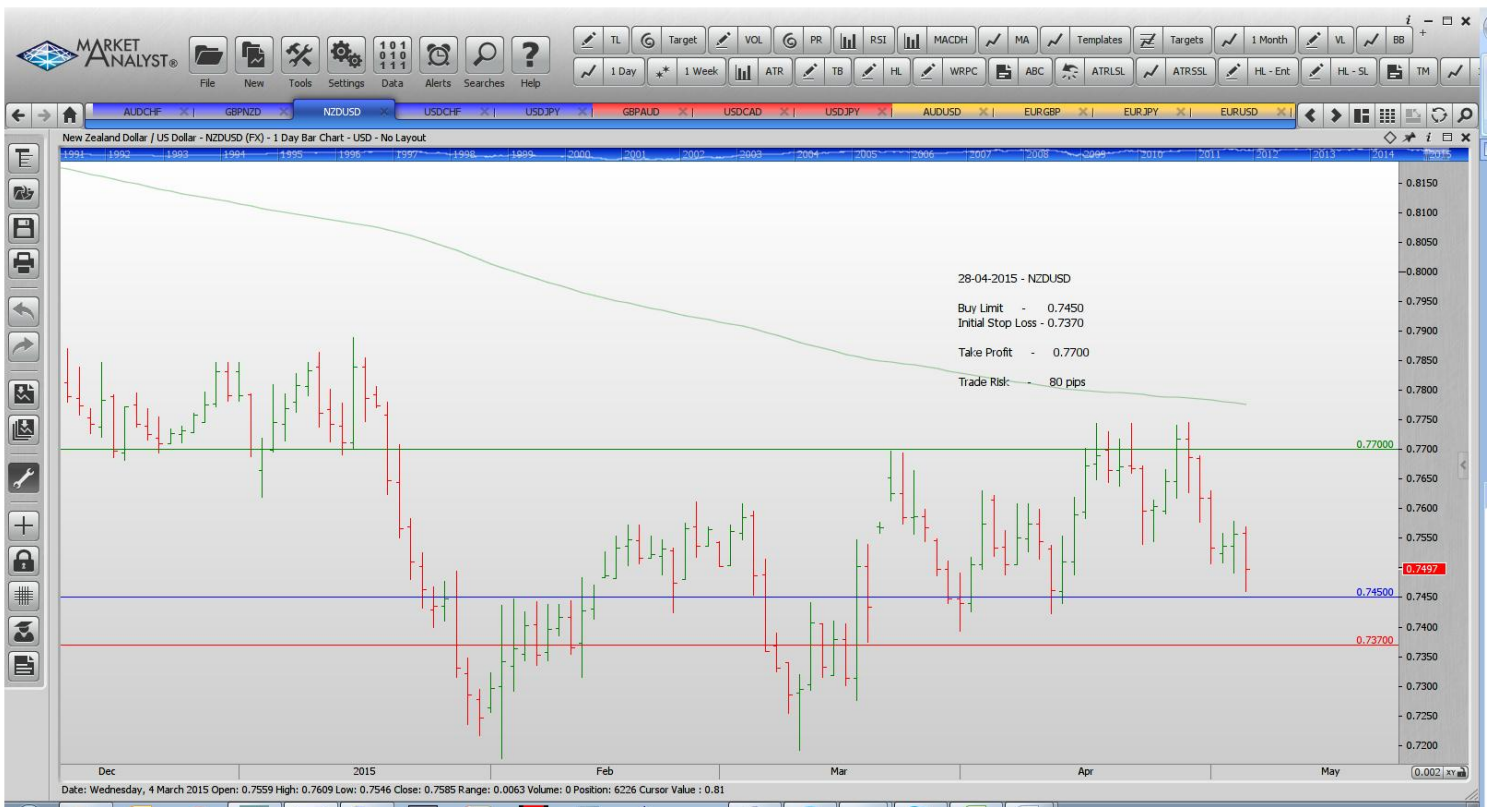 MARKET
ANALYST®
File New Tools Settings Data Alerts Searches Help
TL Target VOL PR RSI MACDH MA Templates Targets 1 Month VL BB
1 Day 1 Week ATR TB HL WRPC ABC ATRLSL ATRSSL HL - Ent HL - SL TM
AUDCHF GBPNZD NZDUSD USDCHF USDJPY GBPAUD USDCAD USDJPY AUDUSD EURGBP EURJPY EURUSD
New Zealand Dollar / US Dollar - NZDUSD (FX) - 1 Day Bar Chart - USD - No Layout
1991 1992 1993 1994 1995 1996 1997 1998 1999 2000 2001 2002 2003 2004 2005 2006 2007 2008 2009 2010 2011 2012 2013 2014 2015
0.8150
0.8100
0.8050
0.8000
28-04-2015 - NZDUSD
0.7950
Buy Limit - 0.7450
Initial Stop Loss - 0.7370
0.7900
Take Profit - 0.7700
0.7850
Trade Risk - 80 pips
0.7800
0.7750
0.77000 0.7700
0.7650
0.7600
0.7550
0.7497
0.74500 0.7450
0.7400
0.73700
0.7350
0.7300
0.7250
0.7200
Dec 2015 Feb Mar Apr May 0.002 XY
Date: Wednesday, 4 March 2015 Open: 0.7559 High: 0.7609 Low: 0.7546 Close: 0.7585 Range: 0.0063 Volume: 0 Position: 6226 Cursor Value : 0.81